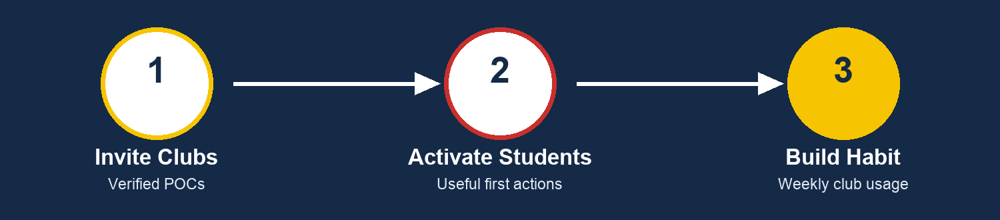 1
2
3
Invite Clubs
Activate Students
Build Habit
Verified POCs
Useful first actions
Weekly club usage